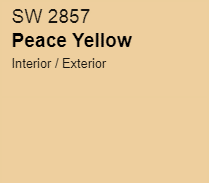 SW 2857
Peace Yellow
Interior / Exterior